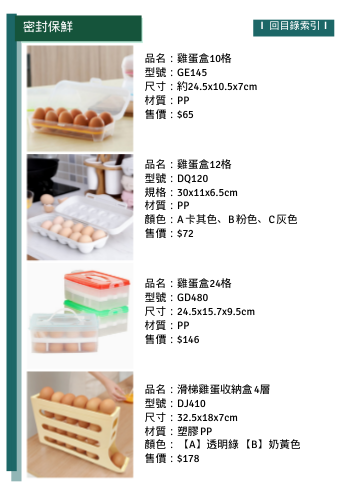 密封保鮮
I 回目錄索引 I
品名：雞蛋盒10格
型號：GE145
尺寸：約24.5x10.5x7cm
材質：PP
售價：$65
品名：雞蛋盒12格
型號：DQ120
規格：30x11x6.5cm
材質：PP
顏色：A卡其色、B粉色、C灰色
售價：$72
品名：雞蛋盒24格
型號：GD480
尺寸：24.5x15.7x9.5cm
材質：PP
售價：$146
品名：滑梯雞蛋收納盒4層
型號：DJ410
尺寸：32.5x18x7cm
材質：塑膠PP
顏色：【A】透明綠【B】奶黃色
售價：$178